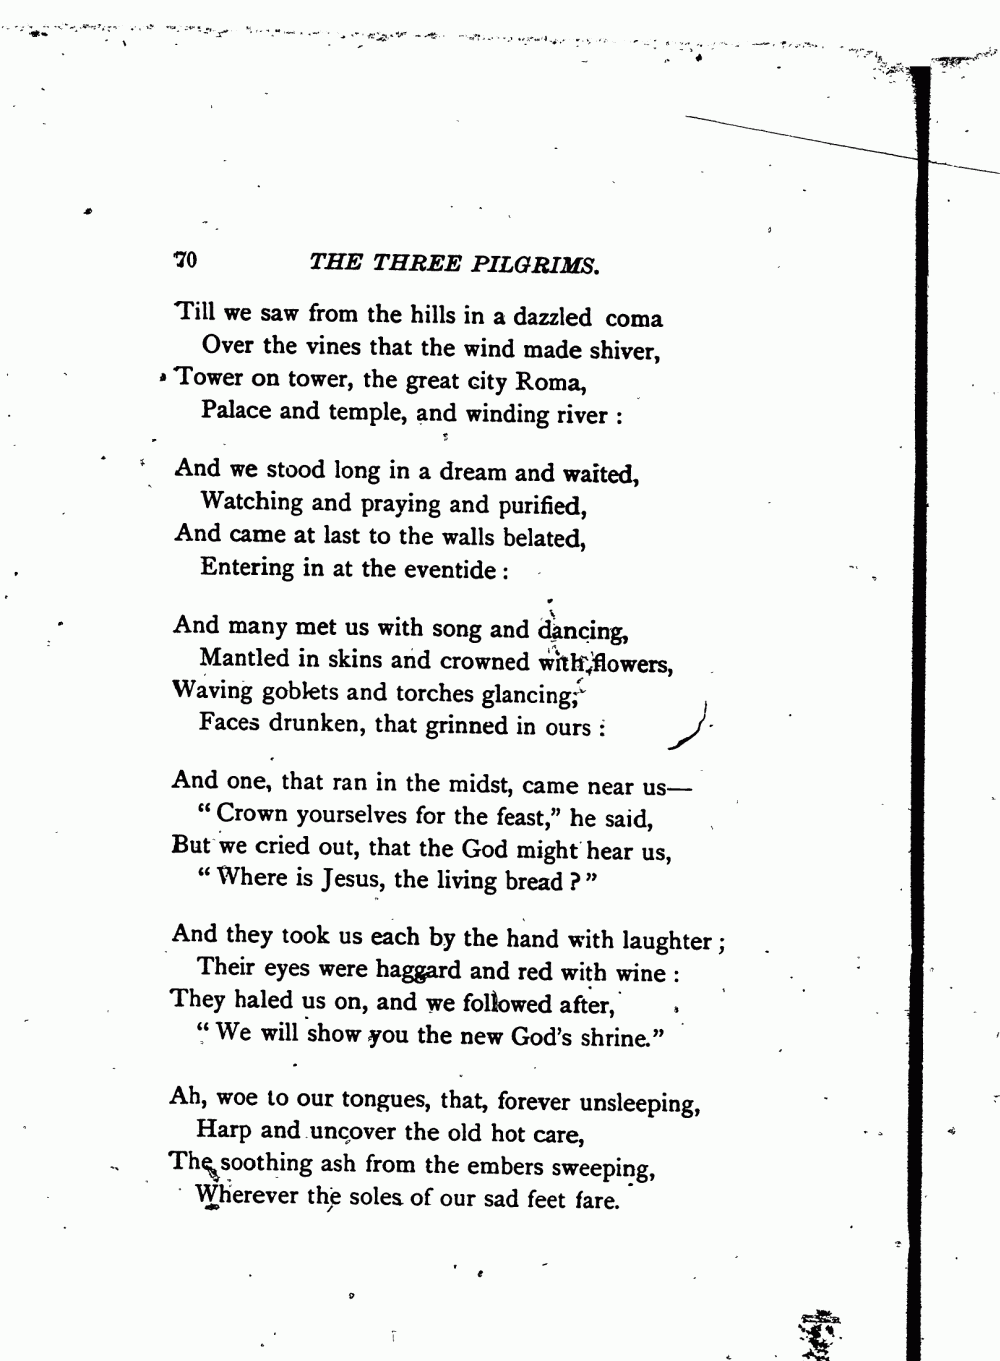 70 THE THREE PILGRIMS.
Till we saw from the hills in a dazzled coma
Over the vines that the wind made shiver,
Tower on tower, the great city Roma,
Palace and temple, and winding river :
And we stood long in a dream and waited,
Watching and praying and purified,
And came at last to the walls belated,
Entering in at the eventide :
And many met us with song and dancing,
Mantled in skins and crowned with flowers,
Waving goblets and torches glancing,
Faces drunken, that grinned in ours :
And one, that ran in the midst, came near us—
“ Crown yourselves for the feast,” he said,
But we cried out, that the God might hear us,
“ Where is Jesus, the living bread ? ”
And they took us each by the hand with laughter ;
Their eyes were haggard and red with wine :
They haled us on, and we followed after,
“ We will show you the new God's shrine.”
Ah, woe to our tongues, that, forever unsleeping,
Harp and uncover the old hot care,
The soothing ash from the embers sweeping,
Wherever the soles of our sad feet fare.